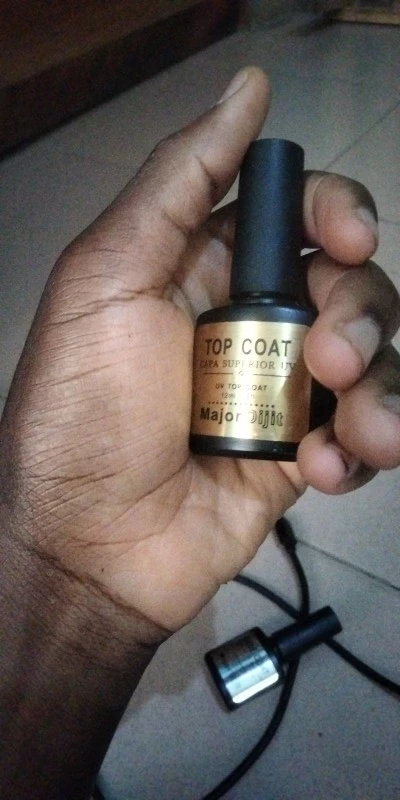 TOP COAT
CAPA SUPERIOR UV
UV TOP COAT
Major Dijit